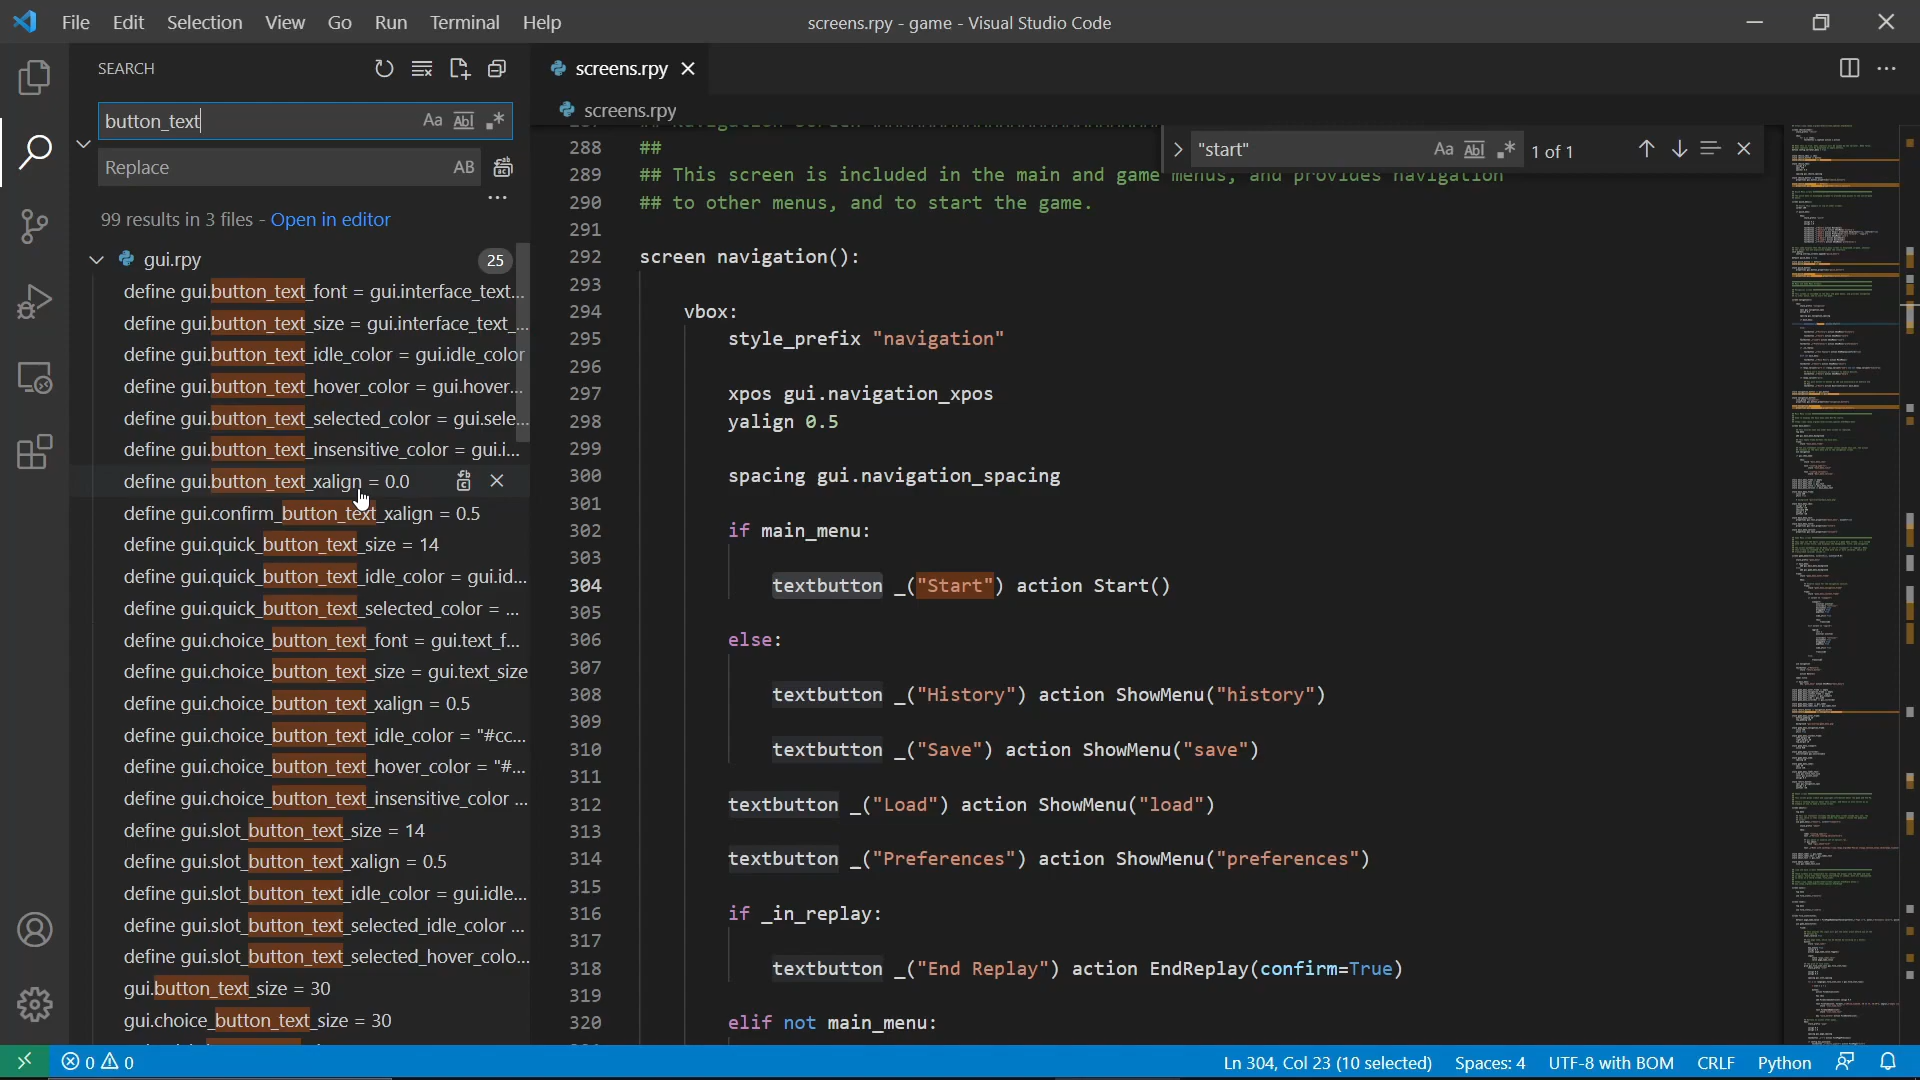 File Edit Selection View Go Run Terminal Help
screens.rpy - game - Visual Studio Code
SEARCH
button_text
Aa Abl .*
Replace
AB
99 results in 3 files - Open in editor
gui.rpy 25
define gui.button_text_font = gui.interface_text...
define gui.button_text_size = gui.interface_text_...
define gui.button_text_idle_color = gui.idle_color
define gui.button_text_hover_color = gui.hover...
define gui.button_text_selected_color = gui.sele...
define gui.button_text_insensitive_color = gui.i...
define gui.button_text_xalign = 0.0
define gui.confirm_button_text_xalign = 0.5
define gui.quick_button_text_size = 14
define gui.quick_button_text_idle_color = gui.id...
define gui.quick_button_text_selected_color = ...
define gui.choice_button_text_font = gui.text_f...
define gui.choice_button_text_size = gui.text_size
define gui.choice_button_text_xalign = 0.5
define gui.choice_button_text_idle_color = "#cc...
define gui.choice_button_text_hover_color = "#...
define gui.choice_button_text_insensitive_color ...
define gui.slot_button_text_size = 14
define gui.slot_button_text_xalign = 0.5
define gui.slot_button_text_idle_color = gui.idle...
define gui.slot_button_text_selected_idle_color ...
define gui.slot_button_text_selected_hover_colo...
gui.button_text_size = 30
gui.choice_button_text_size = 30
screens.rpy
screens.rpy
"start"
Aa Abl .*
1 of 1
288 ##
289 ## This screen is included in the main and game menus, and provides navigation
290 ## to other menus, and to start the game.
291
292 screen navigation():
293
294 vbox:
295 style_prefix "navigation"
296
297 xpos gui.navigation_xpos
298 yalign 0.5
299
300 spacing gui.navigation_spacing
301
302 if main_menu:
303
304 textbutton _("Start") action Start()
305
306 else:
307
308 textbutton _("History") action ShowMenu("history")
309
310 textbutton _("Save") action ShowMenu("save")
311
312 textbutton _("Load") action ShowMenu("load")
313
314 textbutton _("Preferences") action ShowMenu("preferences")
315
316 if _in_replay:
317
318 textbutton _("End Replay") action EndReplay(confirm=True)
319
320 elif not main_menu:
0 0
Ln 304, Col 23 (10 selected) Spaces: 4 UTF-8 with BOM CRLF Python